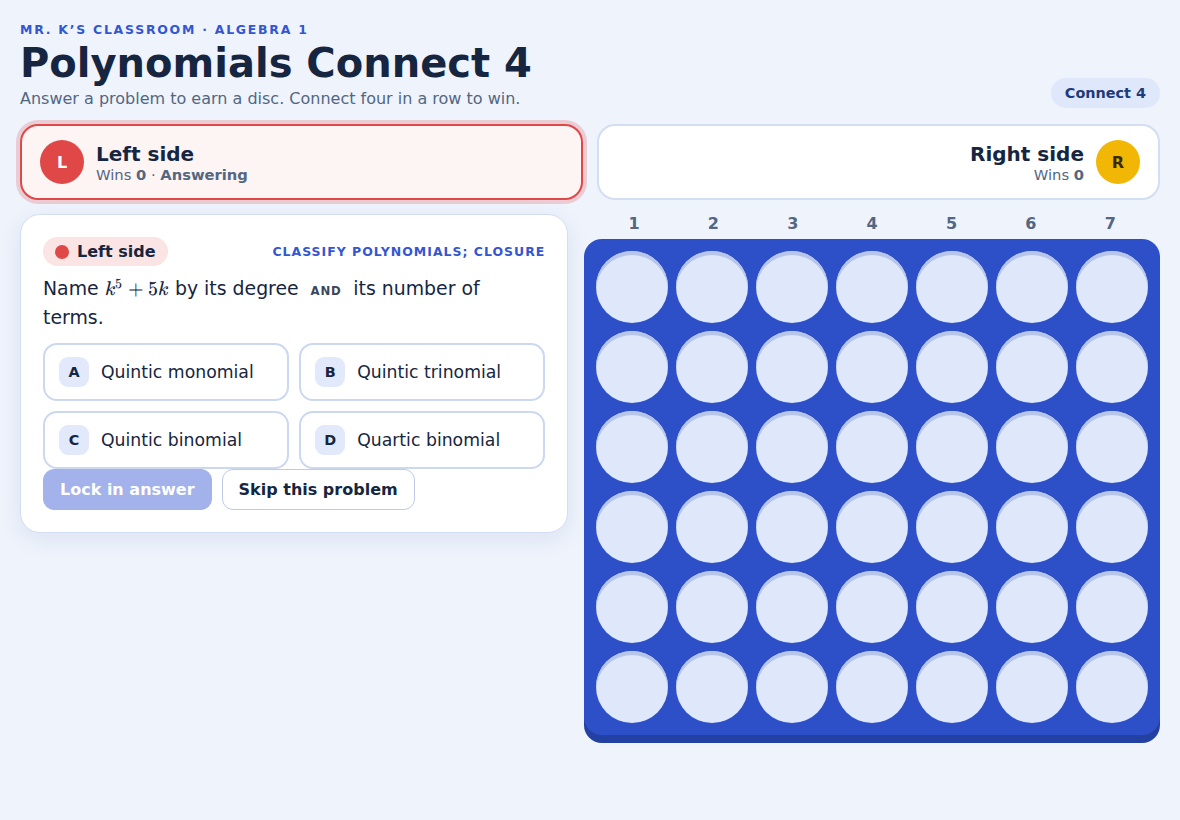 MR. K’S CLASSROOM · ALGEBRA 1
Polynomials Connect 4
Answer a problem to earn a disc. Connect four in a row to win.
Connect 4
L
Left side
Wins 0 · Answering
Right side
Wins 0
R
Left side
CLASSIFY POLYNOMIALS; CLOSURE
Name k⁵ + 5k by its degree AND its number of
terms.
A Quintic monomial
B Quintic trinomial
C Quintic binomial
D Quartic binomial
Lock in answer
Skip this problem
1 2 3 4 5 6 7